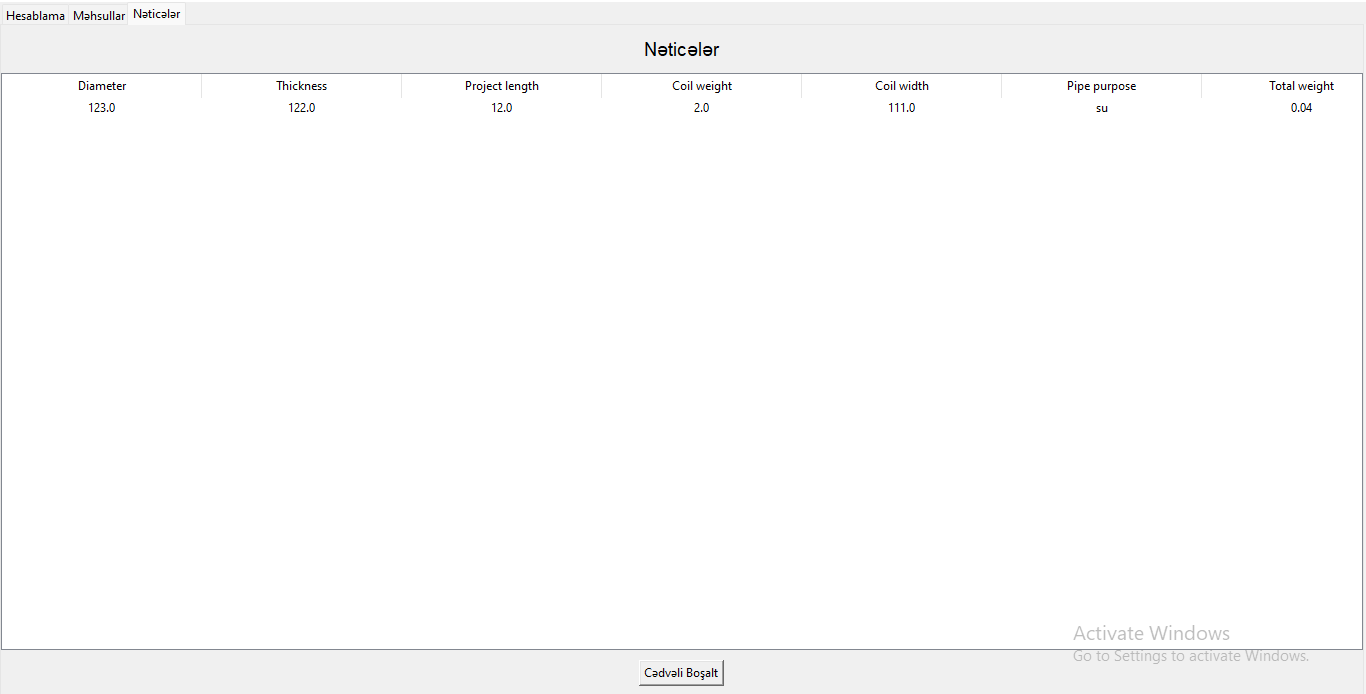 Hesablama Məhsullar Nəticələr
Nəticələr
Diameter Thickness Project length Coil weight Coil width Pipe purpose Total weight
123.0 122.0 12.0 2.0 111.0 su 0.04
Activate Windows
Go to Settings to activate Windows.
Cədvəli Boşalt